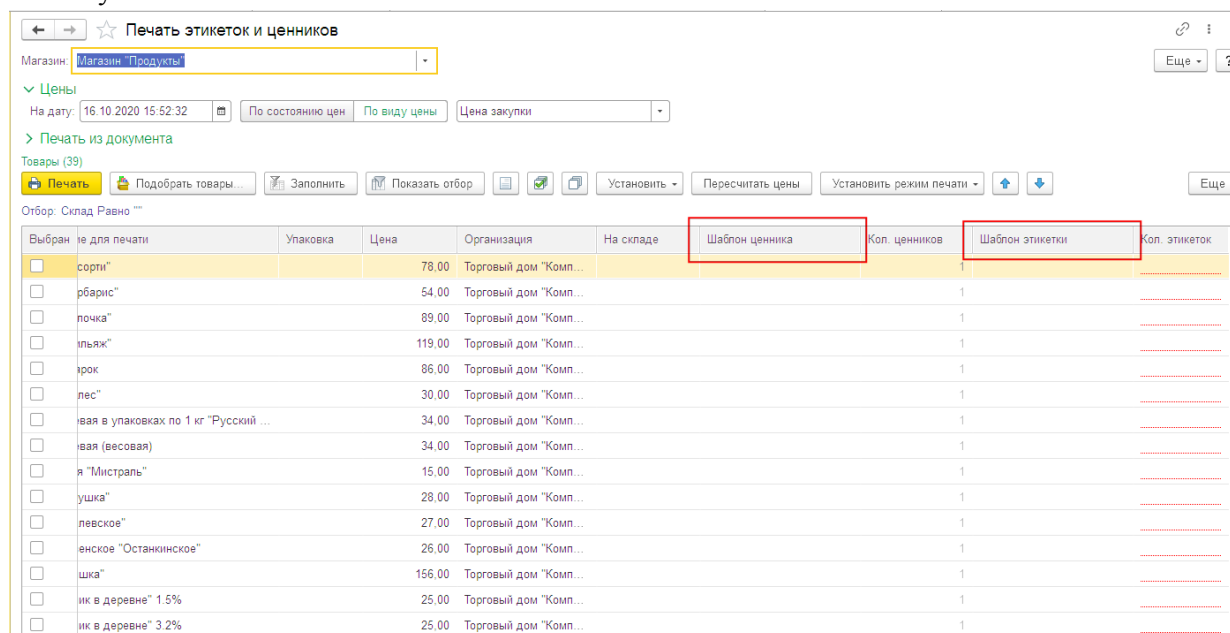 Печать этикеток и ценников
Магазин: Магазин "Продукты"
Еще
?
Цены
На дату: 16.10.2020 15:52:32 По состоянию цен По виду цены Цена закупки
Печать из документа
Товары (39)
Печать Подобрать товары... Заполнить Показать отбор Установить Пересчитать цены Установить режим печати Еще
Отбор: Склад Равно ""
Выбран ие для печати Упаковка Цена Организация На складе Шаблон ценника Кол. ценников Шаблон этикетки Кол. этикеток
сорти" 78,00 Торговый дом "Комп... 1
рбарис" 54,00 Торговый дом "Комп... 1
лочка" 89,00 Торговый дом "Комп... 1
ильяж" 119,00 Торговый дом "Комп... 1
арок 86,00 Торговый дом "Комп... 1
лес" 30,00 Торговый дом "Комп... 1
евая в упаковках по 1 кг "Русский ... 34,00 Торговый дом "Комп... 1
евая (весовая) 34,00 Торговый дом "Комп... 1
я "Мистраль" 15,00 Торговый дом "Комп... 1
ушка" 28,00 Торговый дом "Комп... 1
левское" 27,00 Торговый дом "Комп... 1
енское "Останкинское" 26,00 Торговый дом "Комп... 1
шка" 156,00 Торговый дом "Комп... 1
ик в деревне" 1.5% 25,00 Торговый дом "Комп... 1
ик в деревне" 3.2% 25,00 Торговый дом "Комп... 1